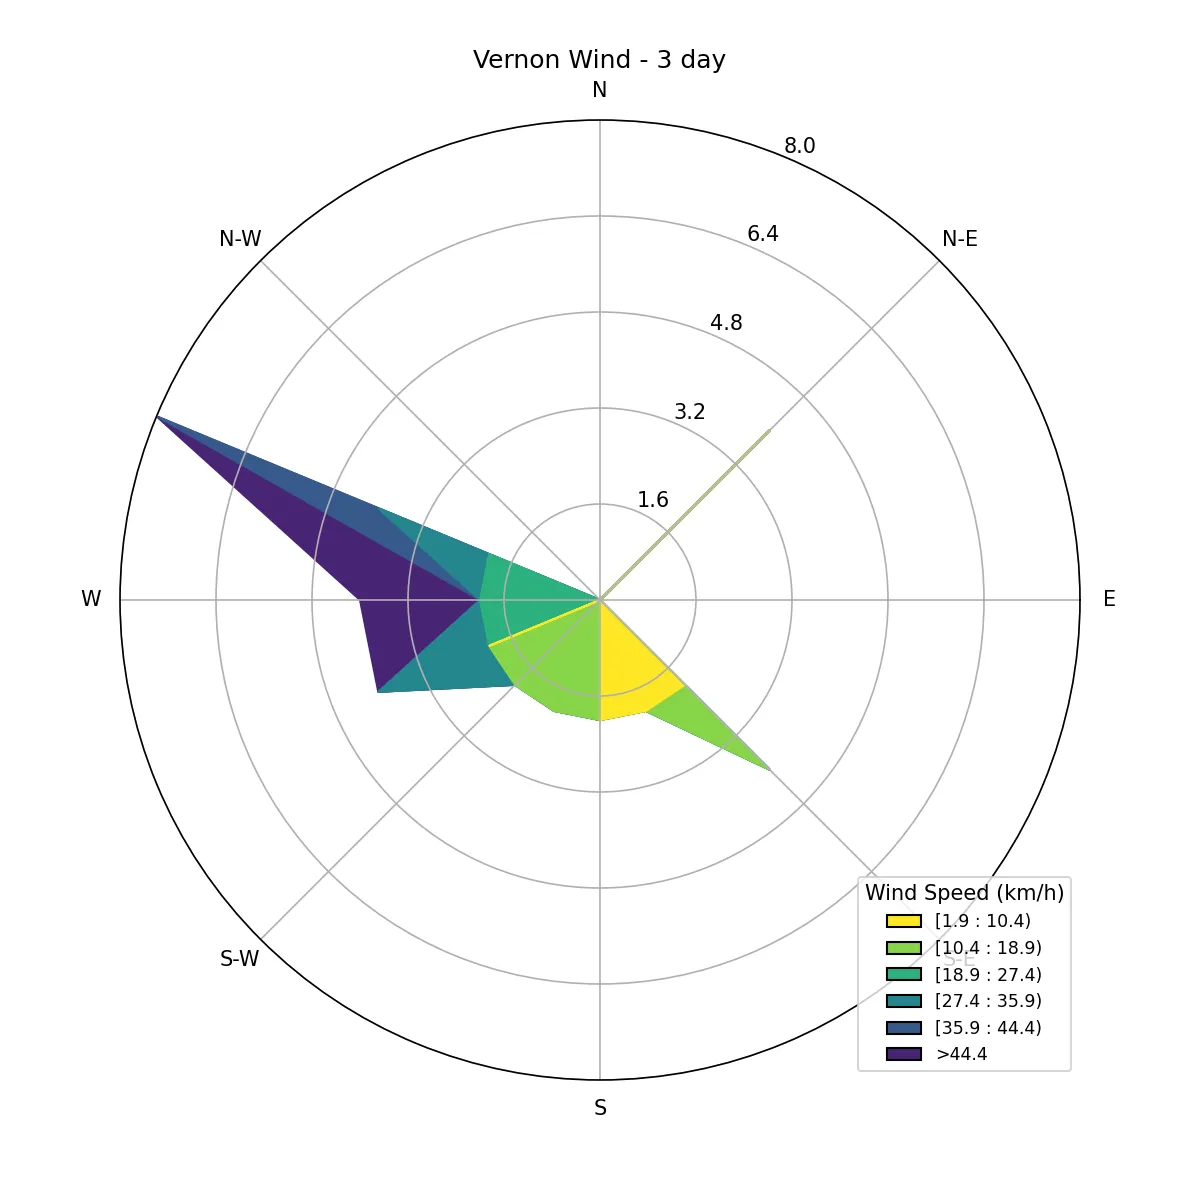 Vernon Wind - 3 day
N
8.0
6.4
N-W
N-E
4.8
3.2
1.6
W
E
Wind Speed (km/h)
[1.9 : 10.4)
[10.4 : 18.9)
S-W
S-E
[18.9 : 27.4)
[27.4 : 35.9)
[35.9 : 44.4)
>44.4
S